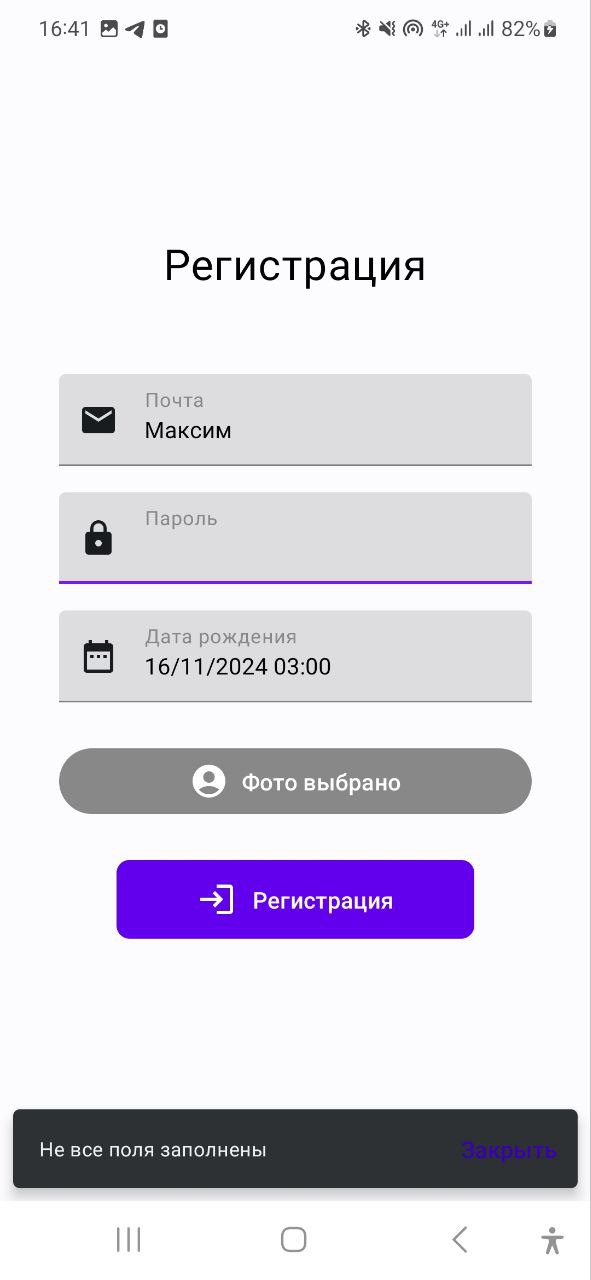 16:41 4G+ 82%
Регистрация
Почта
Максим
Пароль
Дата рождения
16/11/2024 03:00
Фото выбрано
Регистрация
Не все поля заполнены Закрыть